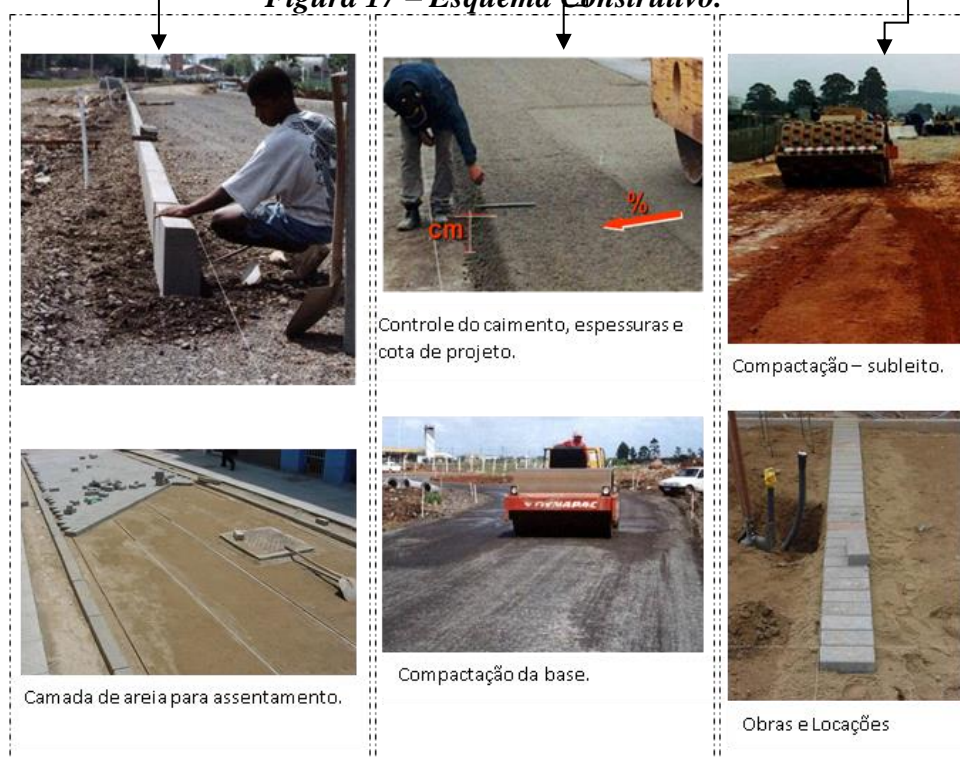 Figura 17 – Esquema Construtivo.
cm
%
Controle do caimento, espessuras e
cota de projeto.
Compactação – subleito.
DYNAPAC
Camada de areia para assentamento.
Compactação da base.
Obras e Locações